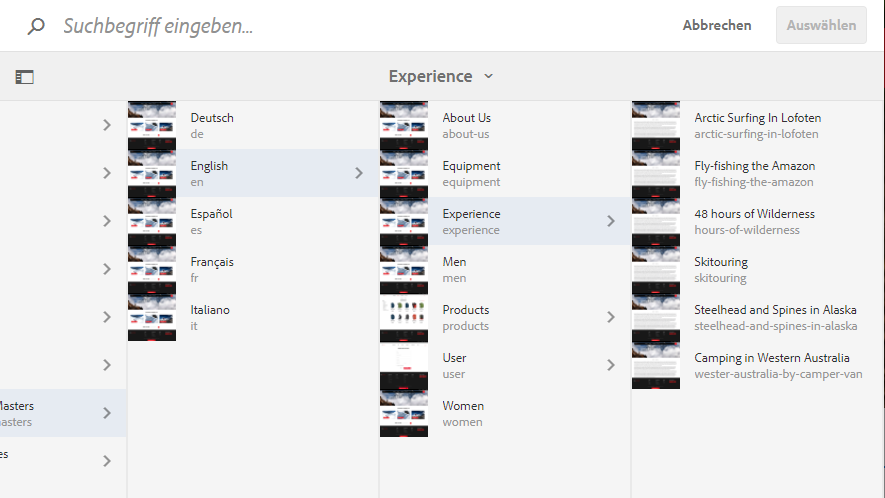 Suchbegriff eingeben...
Abbrechen
Auswählen
Experience
Masters
masters
es
Deutsch
de
English
en
Español
es
Français
fr
Italiano
it
About Us
about-us
Equipment
equipment
Experience
experience
Men
men
Products
products
User
user
Women
women
Arctic Surfing In Lofoten
arctic-surfing-in-lofoten
Fly-fishing the Amazon
fly-fishing-the-amazon
48 hours of Wilderness
hours-of-wilderness
Skitouring
skitouring
Steelhead and Spines in Alaska
steelhead-and-spines-in-alaska
Camping in Western Australia
wester-australia-by-camper-van